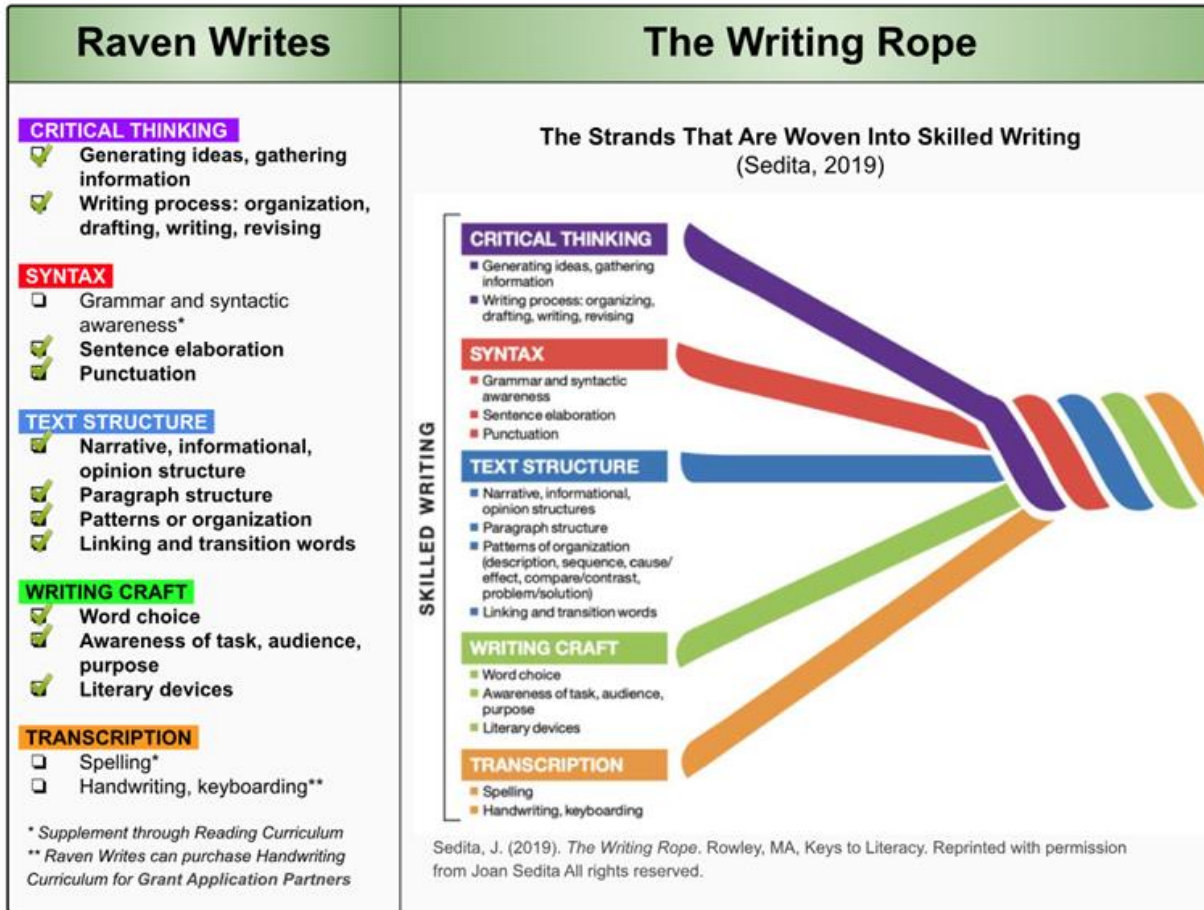 Raven Writes
CRITICAL THINKING
Generating ideas, gathering
information
Writing process: organization,
drafting, writing, revising
SYNTAX
Grammar and syntactic
awareness*
Sentence elaboration
Punctuation
TEXT STRUCTURE
Narrative, informational,
opinion structure
Paragraph structure
Patterns or organization
Linking and transition words
WRITING CRAFT
Word choice
Awareness of task, audience,
purpose
Literary devices
TRANSCRIPTION
Spelling*
Handwriting, keyboarding**
* Supplement through Reading Curriculum
** Raven Writes can purchase Handwriting
Curriculum for Grant Application Partners
The Writing Rope
The Strands That Are Woven Into Skilled Writing
(Sedita, 2019)
SKILLED WRITING
CRITICAL THINKING
Generating ideas, gathering
information
Writing process: organizing,
drafting, writing, revising
SYNTAX
Grammar and syntactic
awareness
Sentence elaboration
Punctuation
TEXT STRUCTURE
Narrative, informational,
opinion structures
Paragraph structure
Patterns of organization
(description, sequence, cause/
effect, compare/contrast,
problem/solution)
Linking and transition words
WRITING CRAFT
Word choice
Awareness of task, audience,
purpose
Literary devices
TRANSCRIPTION
Spelling
Handwriting, keyboarding
Sedita, J. (2019). The Writing Rope. Rowley, MA, Keys to Literacy. Reprinted with permission
from Joan Sedita All rights reserved.